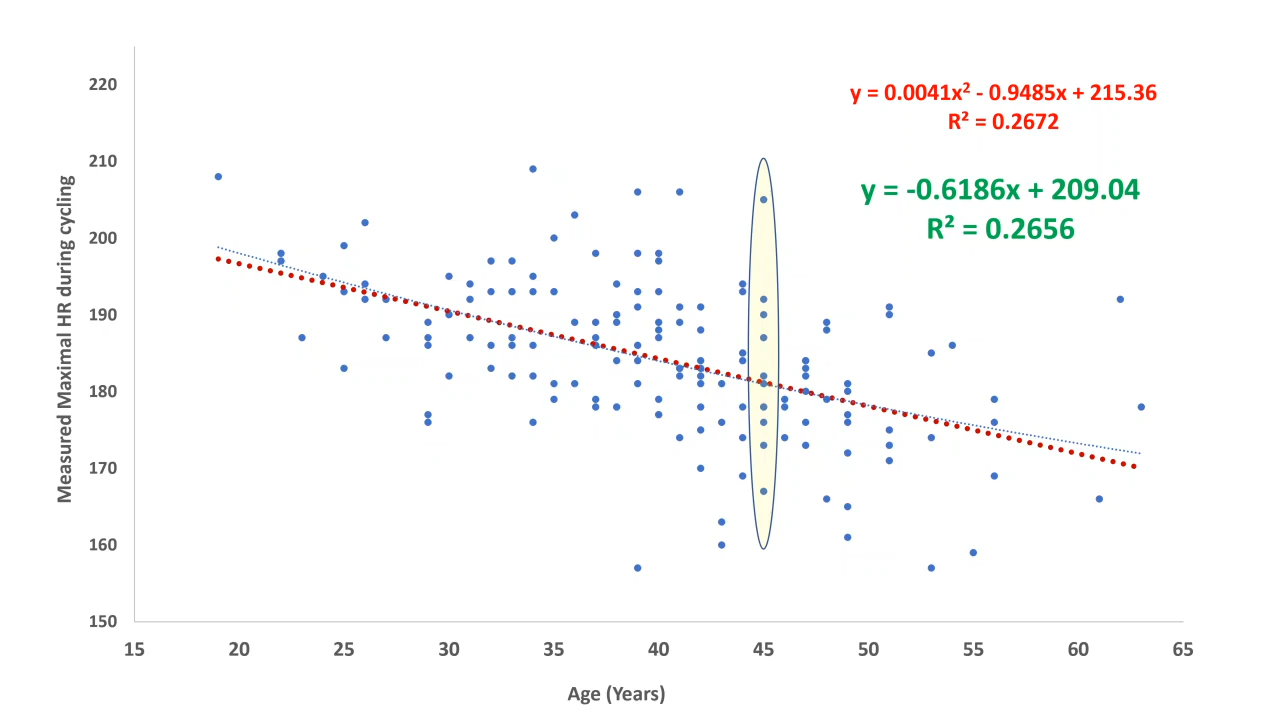 y = 0.0041x² - 0.9485x + 215.36
R² = 0.2672
y = -0.6186x + 209.04
R² = 0.2656
Measured Maximal HR during cycling
220
210
200
190
180
170
160
150
15 20 25 30 35 40 45 50 55 60 65
Age (Years)